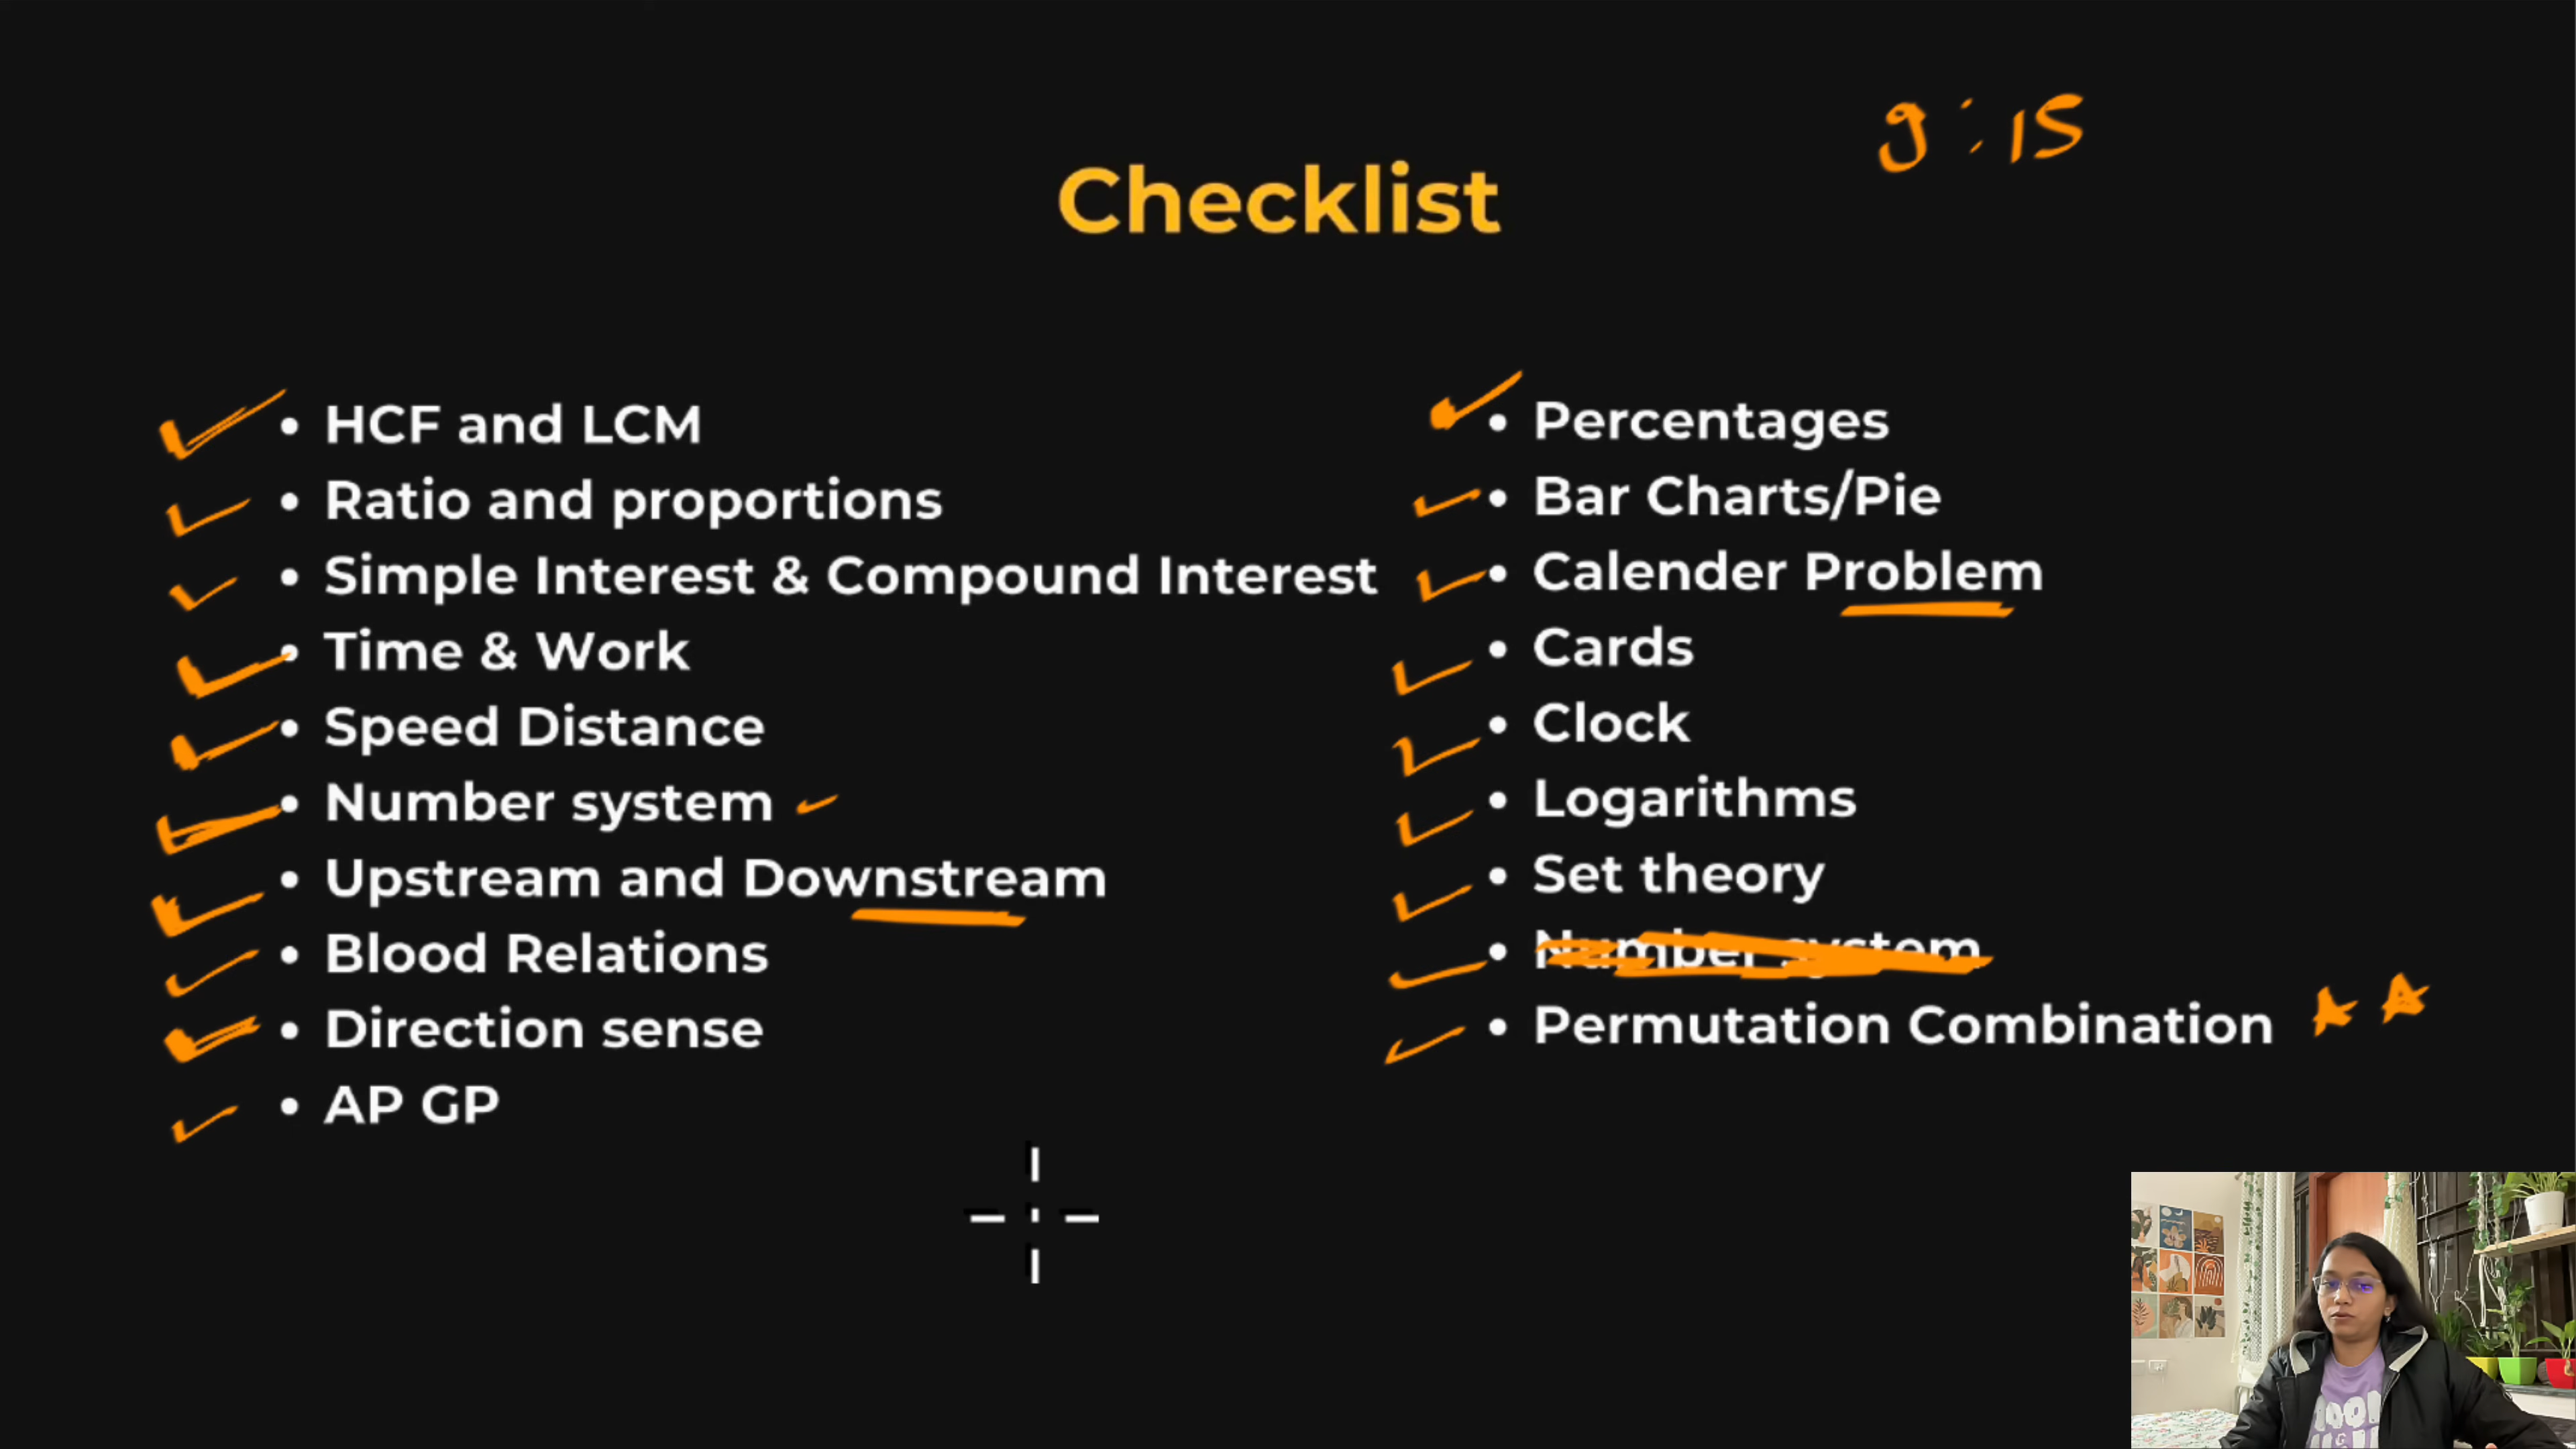 9:15
Checklist
• HCF and LCM
• Ratio and proportions
• Simple Interest & Compound Interest
• Time & Work
• Speed Distance
• Number system
• Upstream and Downstream
• Blood Relations
• Direction sense
• AP GP
• Percentages
• Bar Charts/Pie
• Calender Problem
• Cards
• Clock
• Logarithms
• Set theory
• Number system
• Permutation Combination